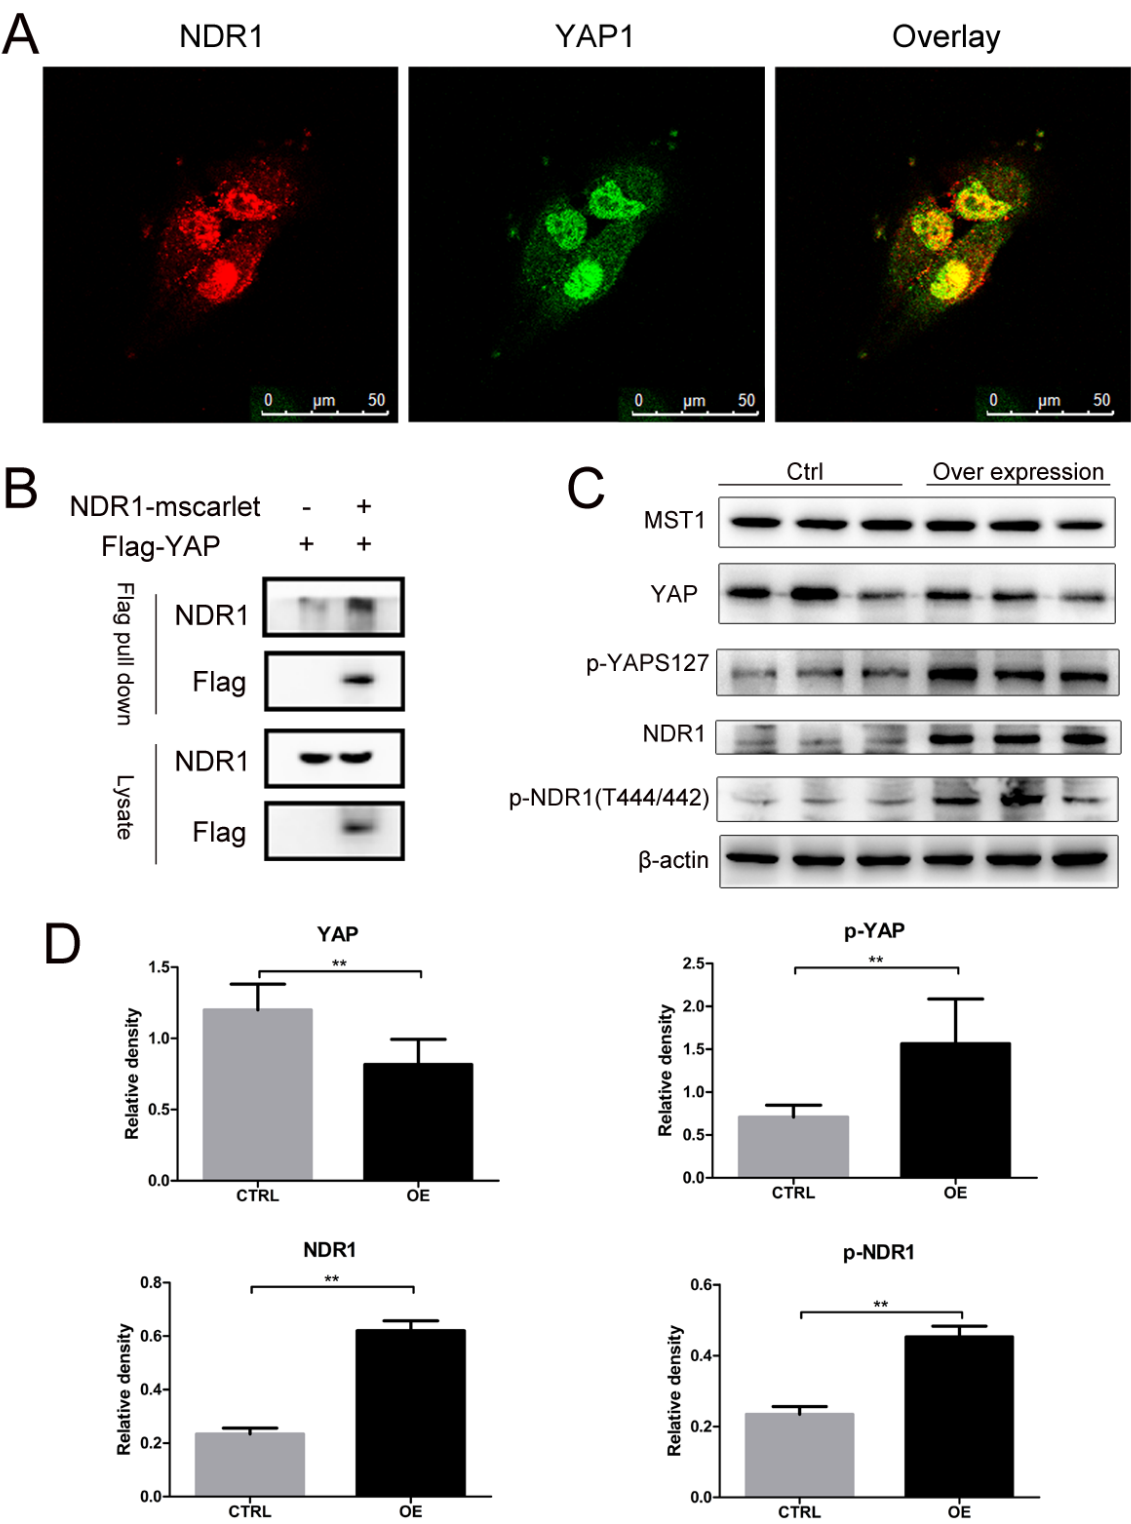 A
NDR1
YAP1
Overlay
0 μm 50
0 μm 50
0 μm 50
B
NDR1-mscarlet - +
Flag-YAP + +
Flag pull down
NDR1
Flag
Lysate
NDR1
Flag
C
Ctrl
Over expression
MST1
YAP
p-YAPS127
NDR1
p-NDR1(T444/442)
β-actin
D
YAP
**
Relative density
1.5
1.0
0.5
0.0
CTRL
OE
p-YAP
**
Relative density
2.5
2.0
1.5
1.0
0.5
0.0
CTRL
OE
NDR1
**
Relative density
0.8
0.6
0.4
0.2
0.0
CTRL
OE
p-NDR1
**
Relative density
0.6
0.4
0.2
0.0
CTRL
OE